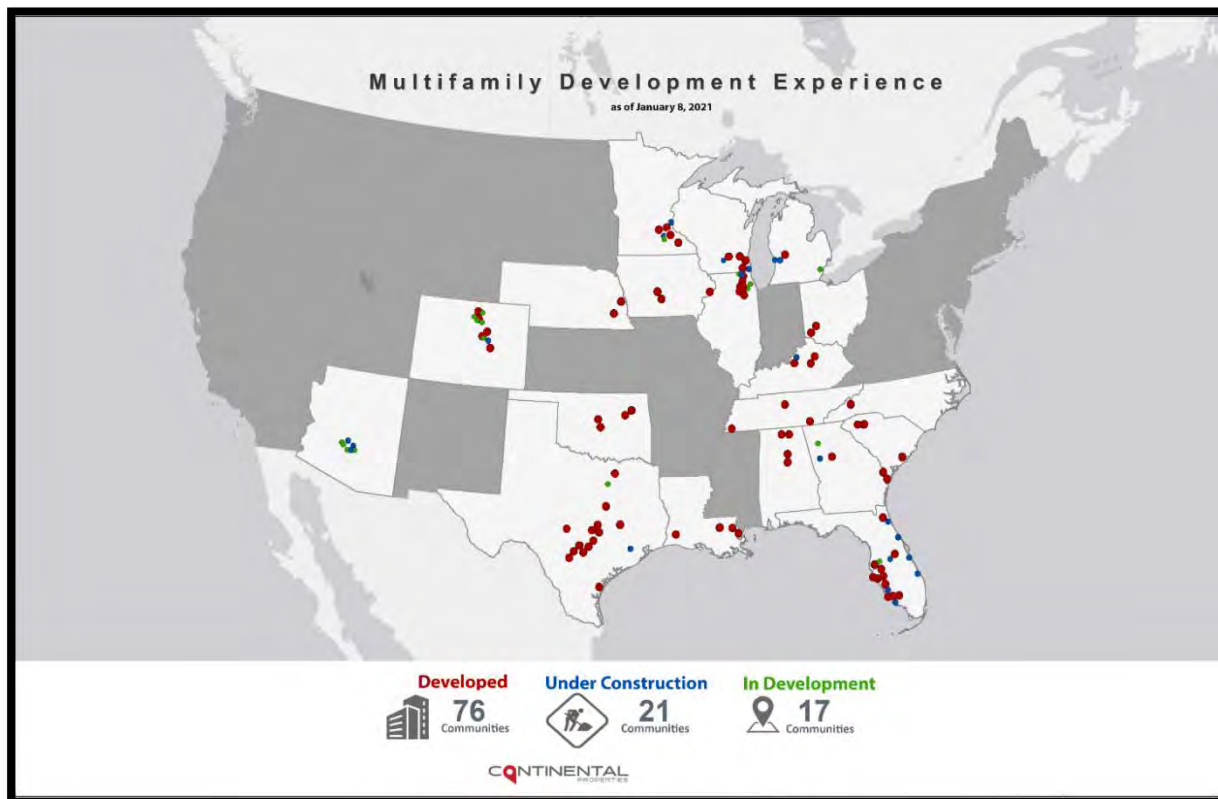 Multifamily Development Experience
as of January 8, 2021
Developed
76
Communities
Under Construction
21
Communities
In Development
17
Communities
CONTINENTAL
PROPERTIES